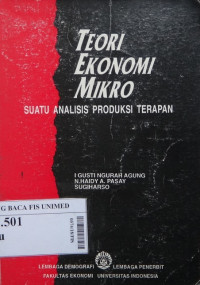 TEORI
EKONOMI
MIKRO
SUATU ANALISIS PRODUKSI TERAPAN
I GUSTI NGURAH AGUNG
N.HAIDY A. PASAY
SUGIHARSO
G BACA FIS UNIMED
.501
LEMBAGA DEMOGRAFI LEMBAGA PENERBIT
FAKULTAS EKONOMI UNIVERSITAS INDONESIA